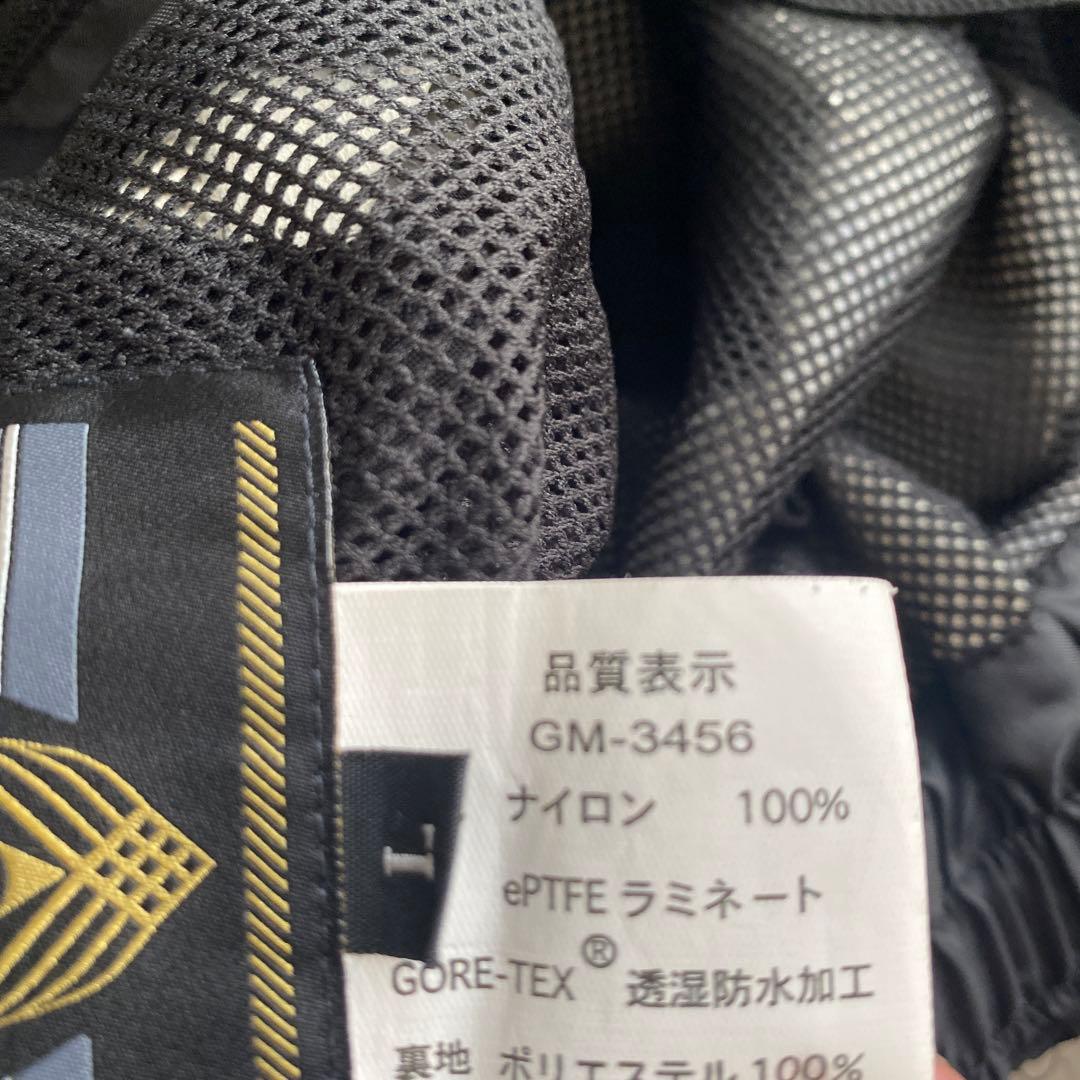 品質表示
GM-3456
ナイロン 100%
ePTFE ラミネート
GORE-TEX® 透湿防水加工
裏地 ポリエステル 100%
L